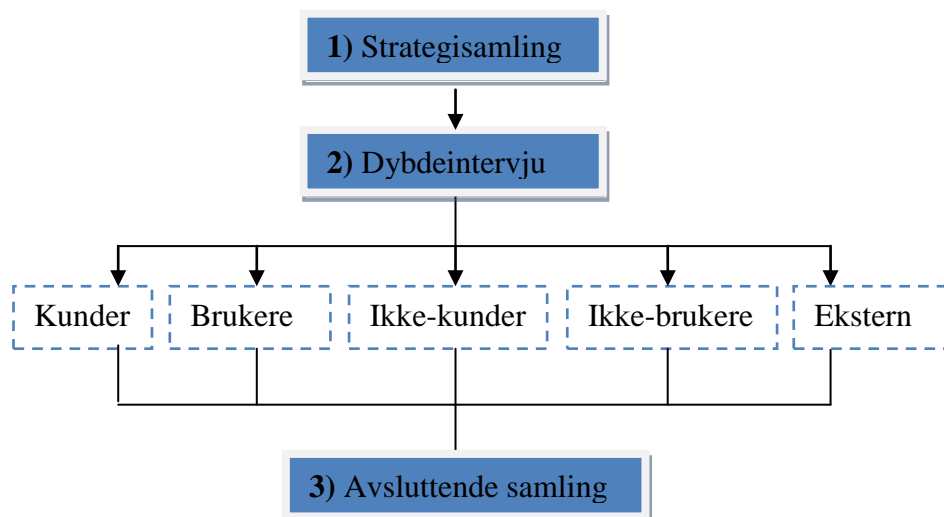 1) Strategisamling
2) Dybdeintervju
Kunder
Brukere
Ikke-kunder
Ikke-brukere
Ekstern
3) Avsluttende samling